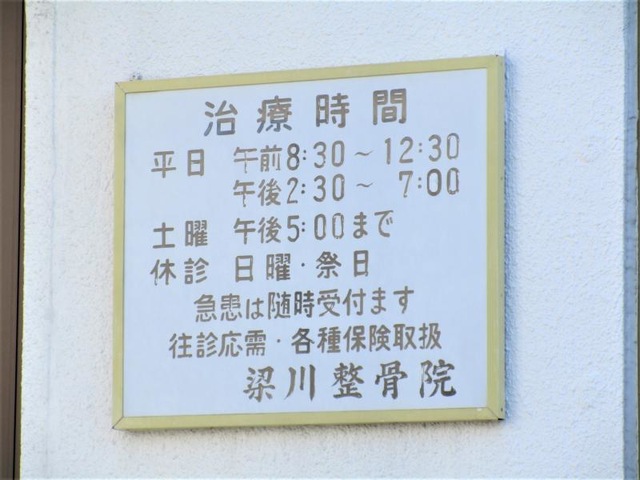 治療時間
平日 午前8:30～12:30
午後2:30～ 7:00
土曜 午後5:00まで
休診 日曜・祭日
急患は随時受付ます
往診応需・各種保険取扱
梁川整骨院